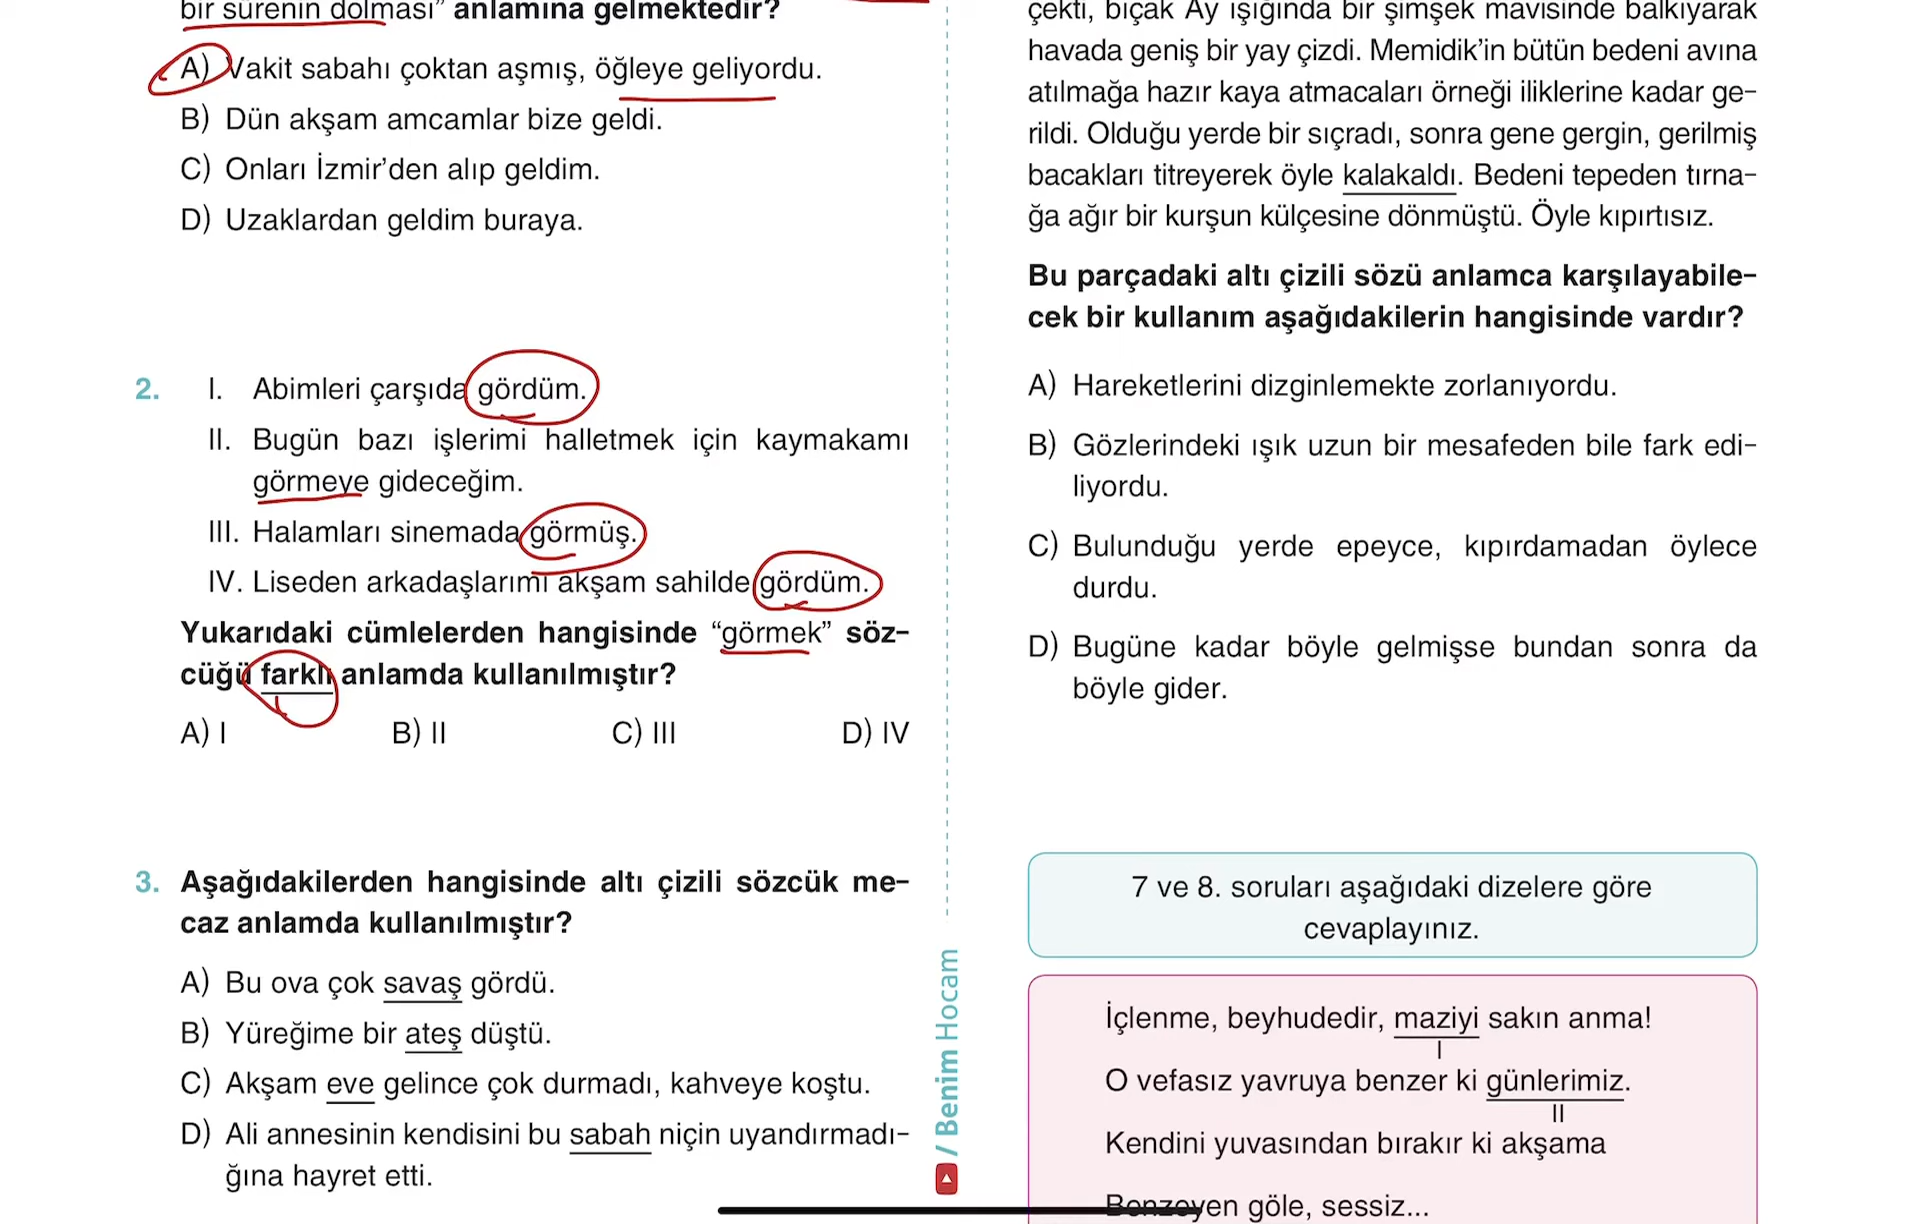 bir sürenin dolması” anlamına gelmektedir?
A) Vakit sabahı çoktan aşmış, öğleye geliyordu.
B) Dün akşam amcamlar bize geldi.
C) Onları İzmir’den alıp geldim.
D) Uzaklardan geldim buraya.
2. I. Abimleri çarşıda gördüm.
II. Bugün bazı işlerimi halletmek için kaymakamı
görmeye gideceğim.
III. Halamları sinemada görmüş.
IV. Liseden arkadaşlarımı akşam sahilde gördüm.
Yukarıdaki cümlelerden hangisinde “görmek” söz-
cüğü farklı anlamda kullanılmıştır?
A) I B) II C) III D) IV
3. Aşağıdakilerden hangisinde altı çizili sözcük me-
caz anlamda kullanılmıştır?
A) Bu ova çok savaş gördü.
B) Yüreğime bir ateş düştü.
C) Akşam eve gelince çok durmadı, kahveye koştu.
D) Ali annesinin kendisini bu sabah niçin uyandırmadı-
ğına hayret etti.
/ Benim Hocam
çekti, bıçak Ay ışığında bir şimşek mavisinde balkıyarak
havada geniş bir yay çizdi. Memidik’in bütün bedeni avına
atılmağa hazır kaya atmacaları örneği iliklerine kadar ge-
rildi. Olduğu yerde bir sıçradı, sonra gene gergin, gerilmiş
bacakları titreyerek öyle kalakaldı. Bedeni tepeden tırna-
ğa ağır bir kurşun külçesine dönmüştü. Öyle kıpırtısız.
Bu parçadaki altı çizili sözü anlamca karşılayabile-
cek bir kullanım aşağıdakilerin hangisinde vardır?
A) Hareketlerini dizginlemekte zorlanıyordu.
B) Gözlerindeki ışık uzun bir mesafeden bile fark edi-
liyordu.
C) Bulunduğu yerde epeyce, kıpırdamadan öylece
durdu.
D) Bugüne kadar böyle gelmişse bundan sonra da
böyle gider.
7 ve 8. soruları aşağıdaki dizelere göre
cevaplayınız.
İçlenme, beyhudedir, maziyi sakın anma!
I
O vefasız yavruya benzer ki günlerimiz.
II
Kendini yuvasından bırakır ki akşama
Benzeyen göle, sessiz...